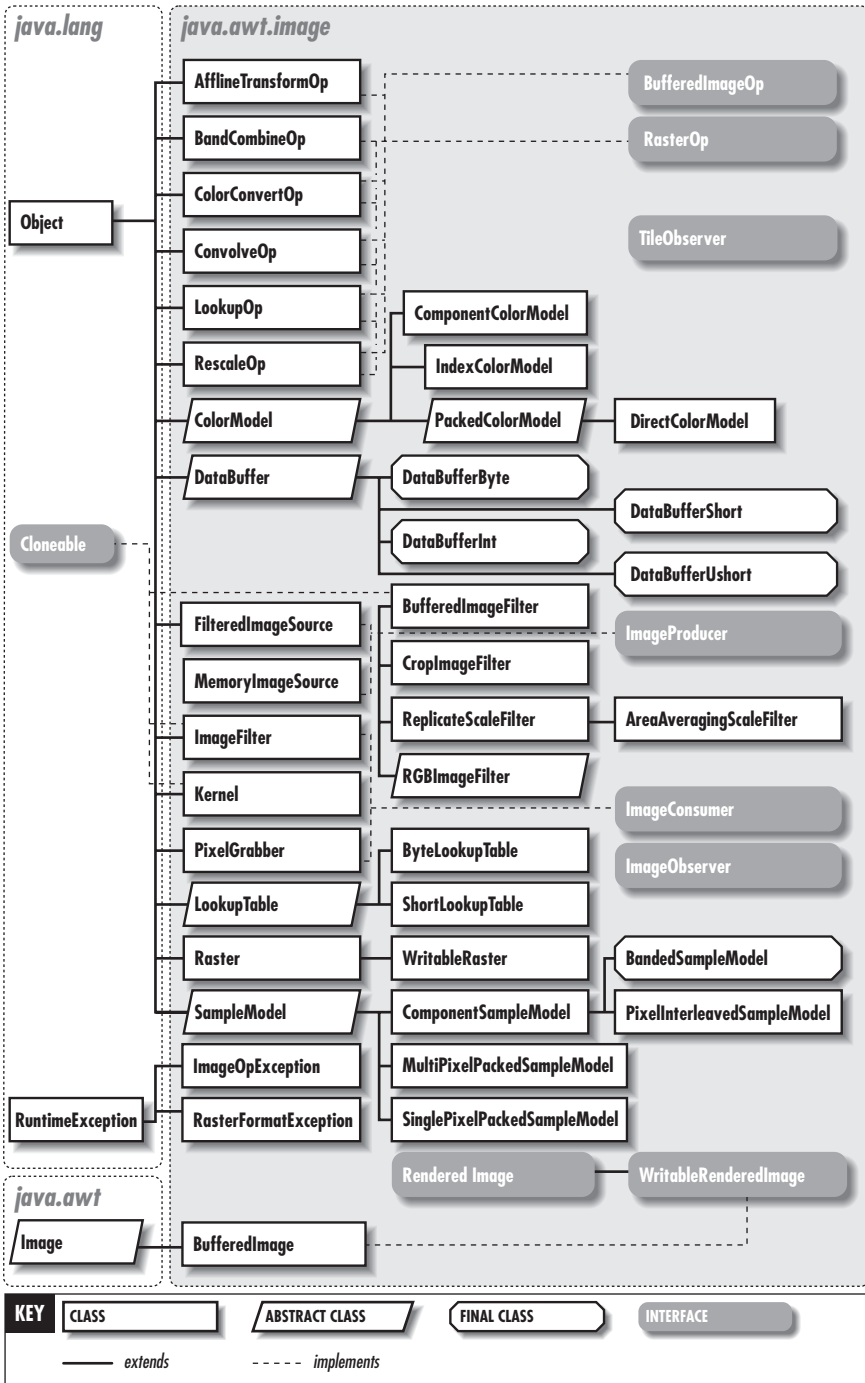 java.lang
java.awt.image
AfflineTransformOp
BufferedImageOp
BandCombineOp
RasterOp
ColorConvertOp
Object
TileObserver
ConvolveOp
LookupOp
ComponentColorModel
RescaleOp
IndexColorModel
ColorModel
PackedColorModel
DirectColorModel
DataBuffer
DataBufferByte
DataBufferShort
Cloneable
DataBufferInt
DataBufferUshort
BufferedImageFilter
FilteredImageSource
ImageProducer
CropImageFilter
MemoryImageSource
ReplicateScaleFilter
AreaAveragingScaleFilter
ImageFilter
RGBImageFilter
Kernel
ImageConsumer
PixelGrabber
ByteLookupTable
ImageObserver
LookupTable
ShortLookupTable
Raster
WritableRaster
BandedSampleModel
SampleModel
ComponentSampleModel
PixelInterleavedSampleModel
ImageOpException
MultiPixelPackedSampleModel
RuntimeException
RasterFormatException
SinglePixelPackedSampleModel
Rendered Image
WritableRenderedImage
java.awt
Image
BufferedImage
KEY
CLASS
ABSTRACT CLASS
FINAL CLASS
INTERFACE
extends
implements